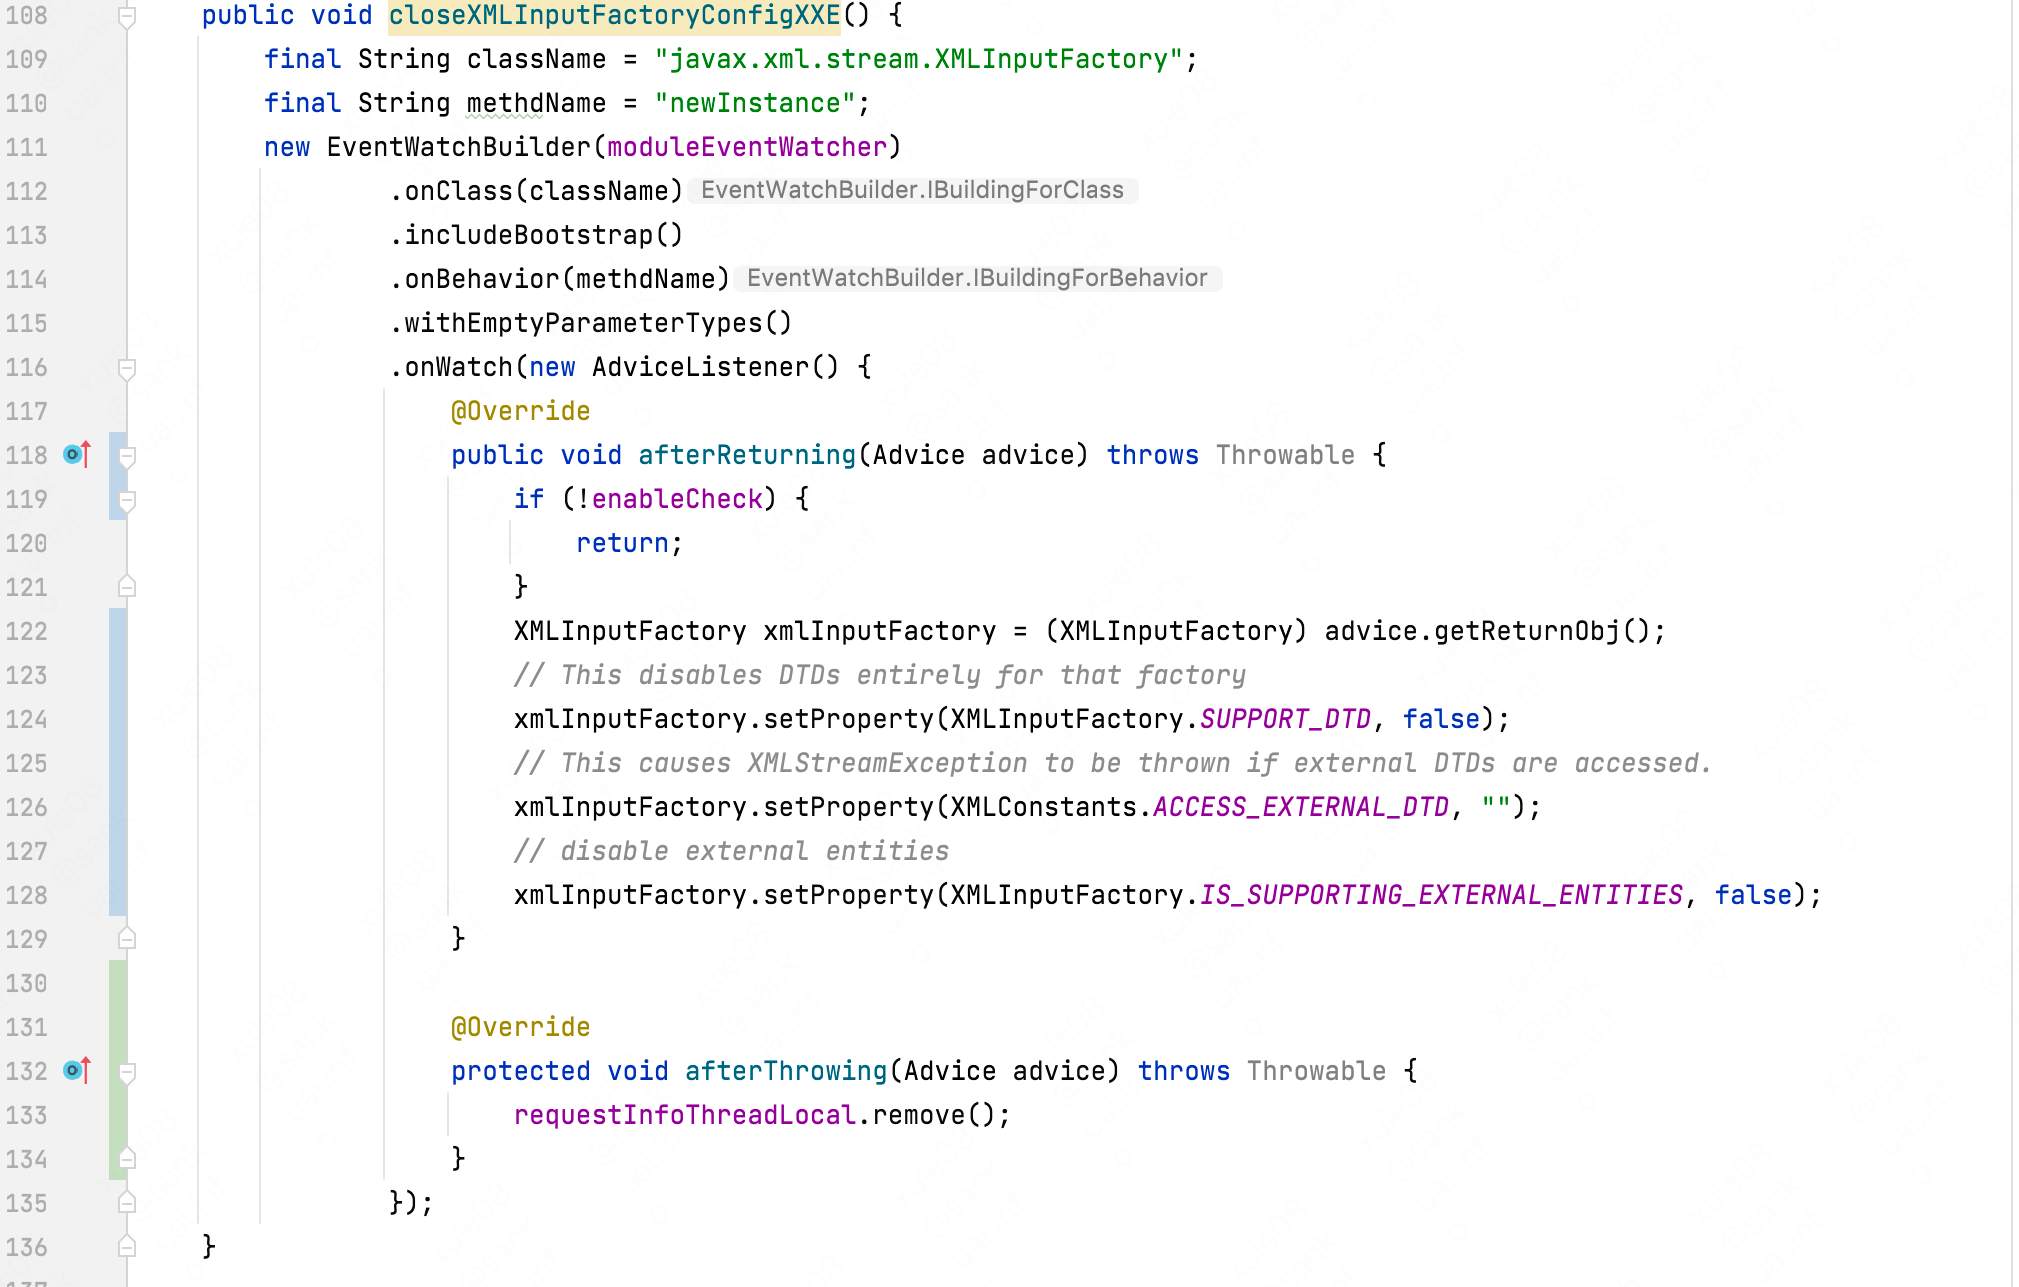 108 public void closeXMLInputFactoryConfigXXE() {
109 final String className = "javax.xml.stream.XMLInputFactory";
110 final String methdName = "newInstance";
111 new EventWatchBuilder(moduleEventWatcher)
112 .onClass(className) EventWatchBuilder.IBuildingForClass
113 .includeBootstrap()
114 .onBehavior(methdName) EventWatchBuilder.IBuildingForBehavior
115 .withEmptyParameterTypes()
116 .onWatch(new AdviceListener() {
117 @Override
118 public void afterReturning(Advice advice) throws Throwable {
119 if (!enableCheck) {
120 return;
121 }
122 XMLInputFactory xmlInputFactory = (XMLInputFactory) advice.getReturnObj();
123 // This disables DTDs entirely for that factory
124 xmlInputFactory.setProperty(XMLInputFactory.SUPPORT_DTD, false);
125 // This causes XMLStreamException to be thrown if external DTDs are accessed.
126 xmlInputFactory.setProperty(XMLConstants.ACCESS_EXTERNAL_DTD, "");
127 // disable external entities
128 xmlInputFactory.setProperty(XMLInputFactory.IS_SUPPORTING_EXTERNAL_ENTITIES, false);
129 }
130
131 @Override
132 protected void afterThrowing(Advice advice) throws Throwable {
133 requestInfoThreadLocal.remove();
134 }
135 });
136 }